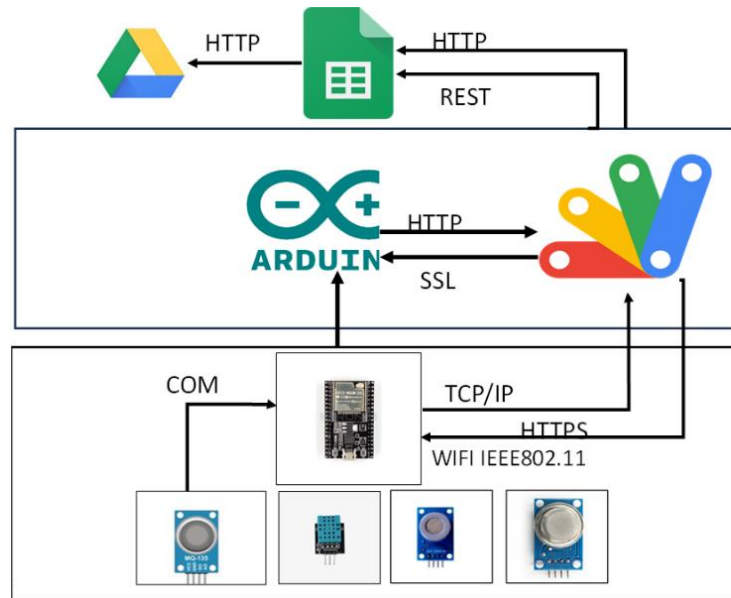 HTTP
HTTP
REST
HTTP
ARDUIN
SSL
COM
TCP/IP
HTTPS
WIFI IEEE802.11
MQ-135